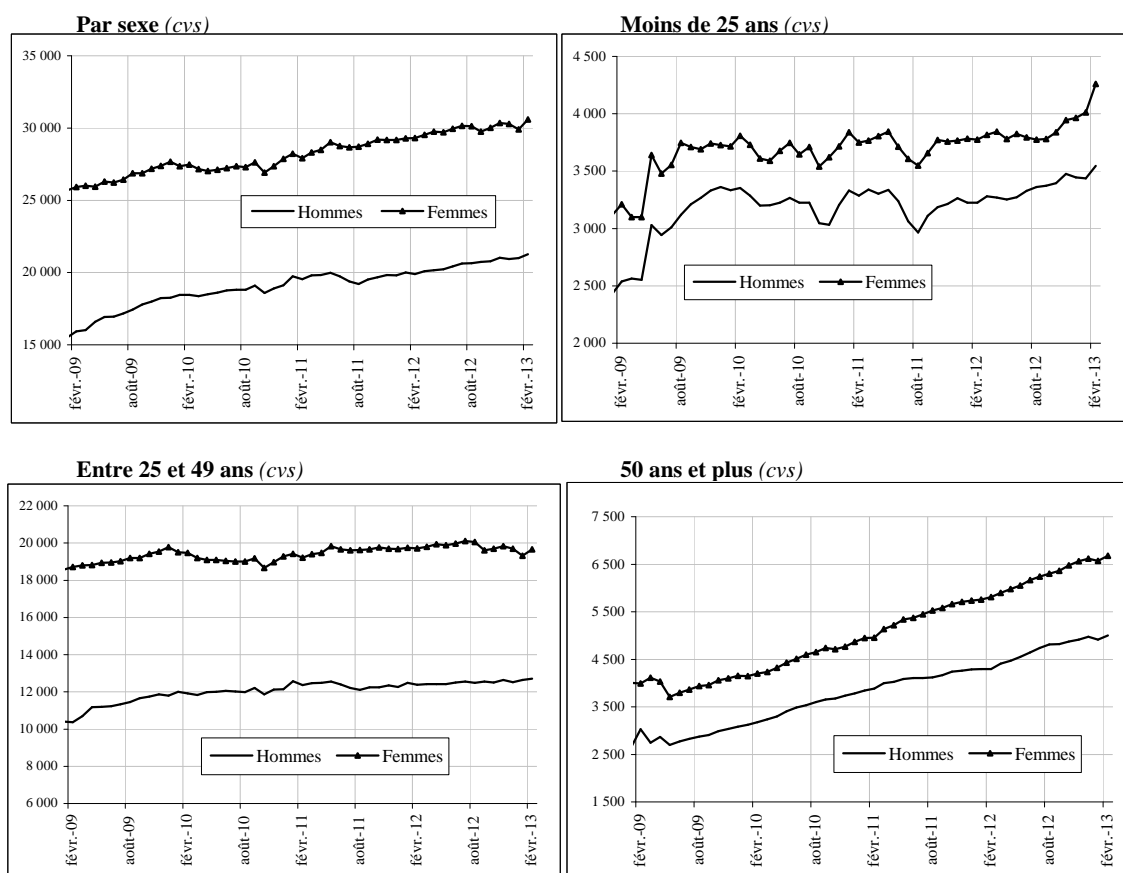 Par sexe (cvs)
35 000
30 000
25 000
20 000
15 000
Hommes Femmes
févr.-09
août-09
févr.-10
août-10
févr.-11
août-11
févr.-12
août-12
févr.-13
Moins de 25 ans (cvs)
4 500
4 000
3 500
3 000
2 500
2 000
Hommes Femmes
févr.-09
août-09
févr.-10
août-10
févr.-11
août-11
févr.-12
août-12
févr.-13
Entre 25 et 49 ans (cvs)
22 000
20 000
18 000
16 000
14 000
12 000
10 000
8 000
6 000
Hommes Femmes
févr.-09
août-09
févr.-10
août-10
févr.-11
août-11
févr.-12
août-12
févr.-13
50 ans et plus (cvs)
7 500
6 500
5 500
4 500
3 500
2 500
1 500
Hommes Femmes
févr.-09
août-09
févr.-10
août-10
févr.-11
août-11
févr.-12
août-12
févr.-13